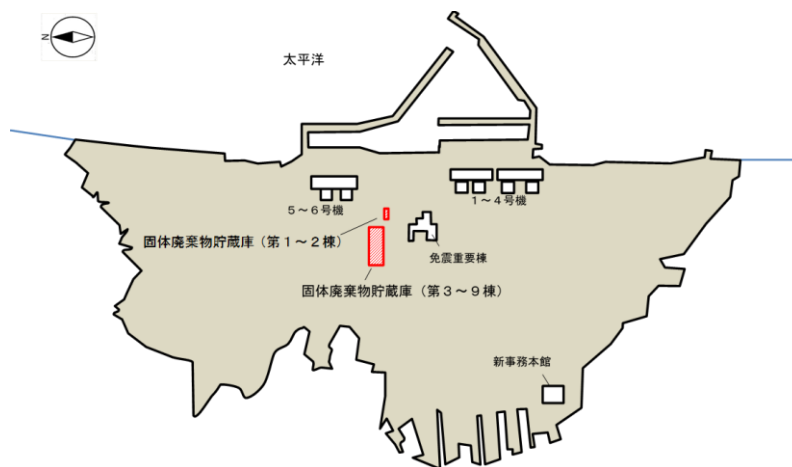 N
太平洋
5~6号機
1~4号機
固体廃棄物貯蔵庫(第1~2棟)
免震重要棟
固体廃棄物貯蔵庫(第3~9棟)
新事務本館